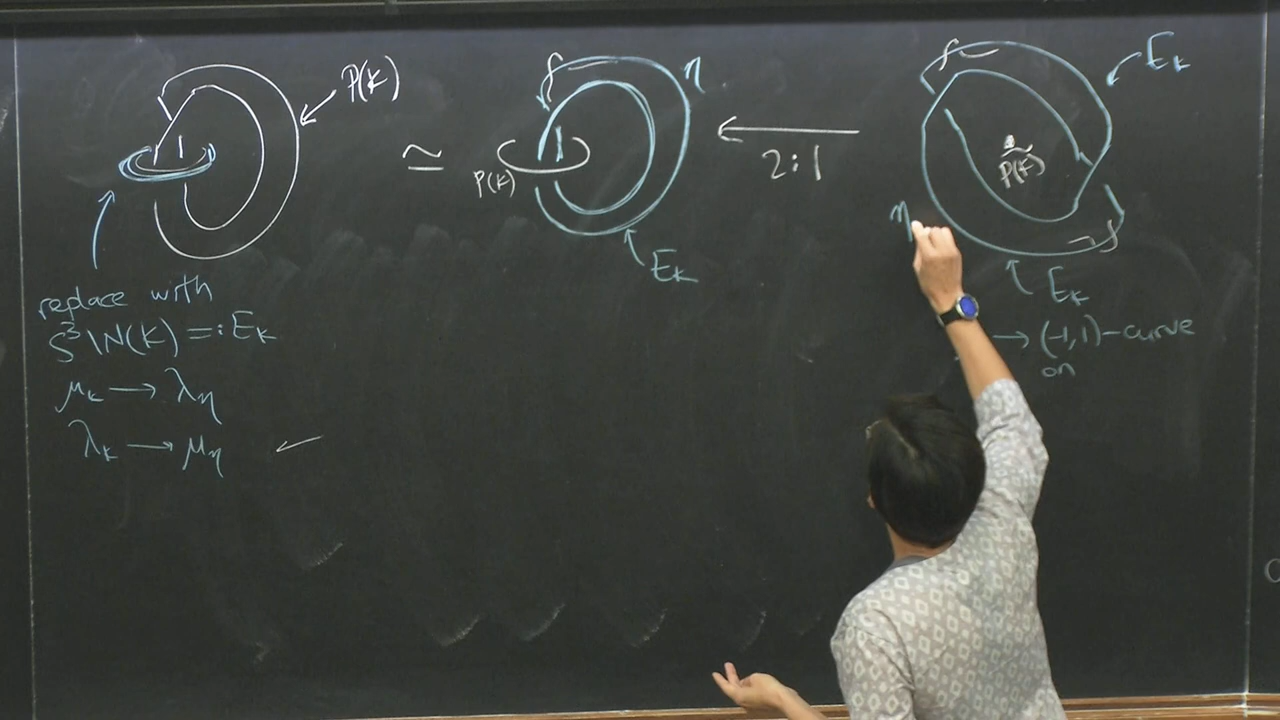 P(K)
replace with
S³\N(K) =: E_K
μ_K → λ_η
λ_K → μ_η
≃
P(K)
η
E_K
2:1
E_K
P̃(K)
η
E_K
→ (-1,1)-curve
on